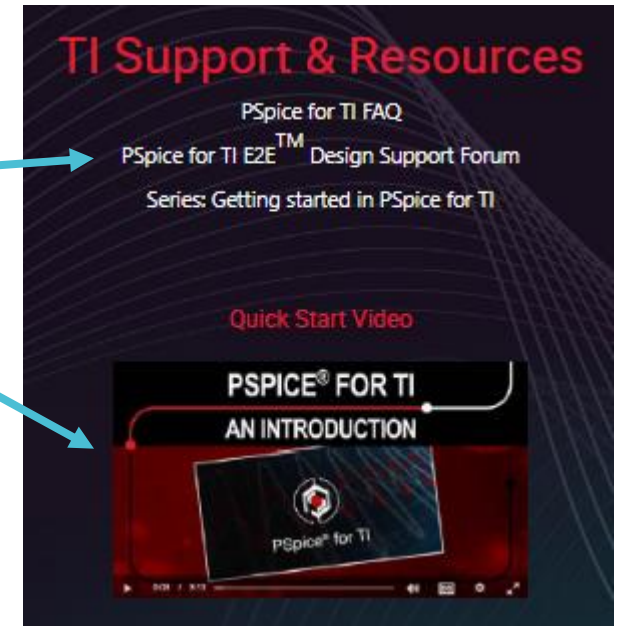 TI Support & Resources
PSpice for TI FAQ
PSpice for TI E2E™ Design Support Forum
Series: Getting started in PSpice for TI
Quick Start Video
PSPICE® FOR TI
AN INTRODUCTION
PSpice® for TI